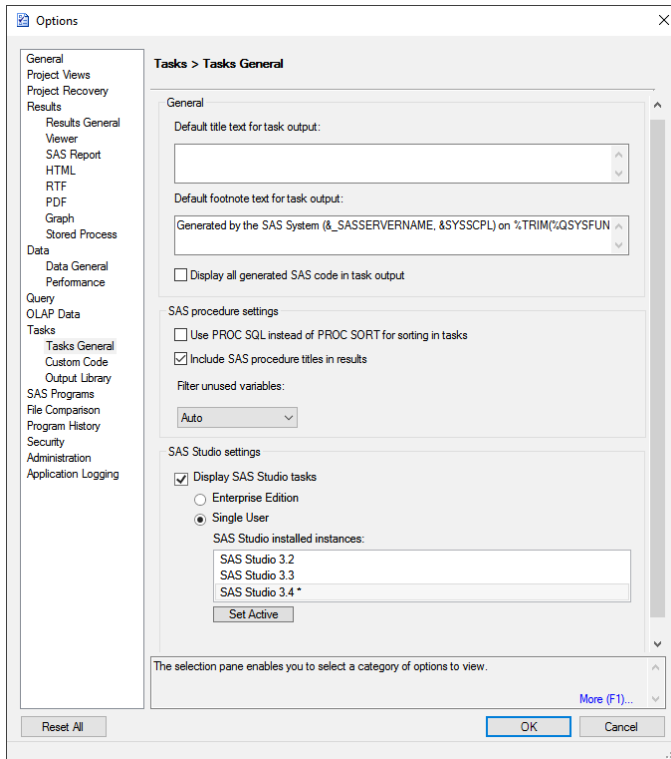 Options
General
Project Views
Project Recovery
Results
Results General
Viewer
SAS Report
HTML
RTF
PDF
Graph
Stored Process
Data
Data General
Performance
Query
OLAP Data
Tasks
Tasks General
Custom Code
Output Library
SAS Programs
File Comparison
Program History
Security
Administration
Application Logging
Tasks > Tasks General
General
Default title text for task output:
Default footnote text for task output:
Generated by the SAS System (&_SASSERVERNAME, &SYSSCPL) on %TRIM(%QSYSFUN
Display all generated SAS code in task output
SAS procedure settings
Use PROC SQL instead of PROC SORT for sorting in tasks
Include SAS procedure titles in results
Filter unused variables:
Auto
SAS Studio settings
Display SAS Studio tasks
Enterprise Edition
Single User
SAS Studio installed instances:
SAS Studio 3.2
SAS Studio 3.3
SAS Studio 3.4 *
Set Active
The selection pane enables you to select a category of options to view.
More (F1)...
Reset All
OK
Cancel